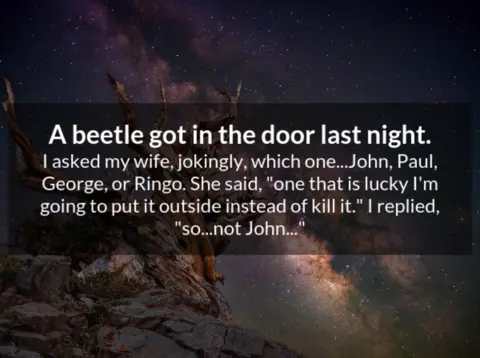 A beetle got in the door last night.
I asked my wife, jokingly, which one...John, Paul,
George, or Ringo. She said, "one that is lucky I'm
going to put it outside instead of kill it." I replied,
"so...not John..."